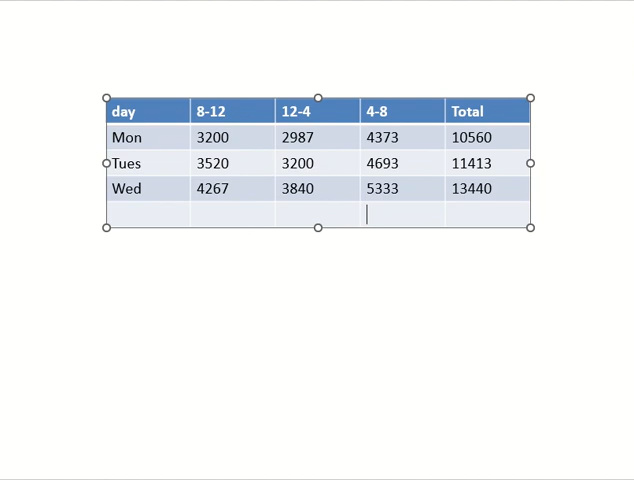 day 8-12 12-4 4-8 Total
Mon 3200 2987 4373 10560
Tues 3520 3200 4693 11413
Wed 4267 3840 5333 13440